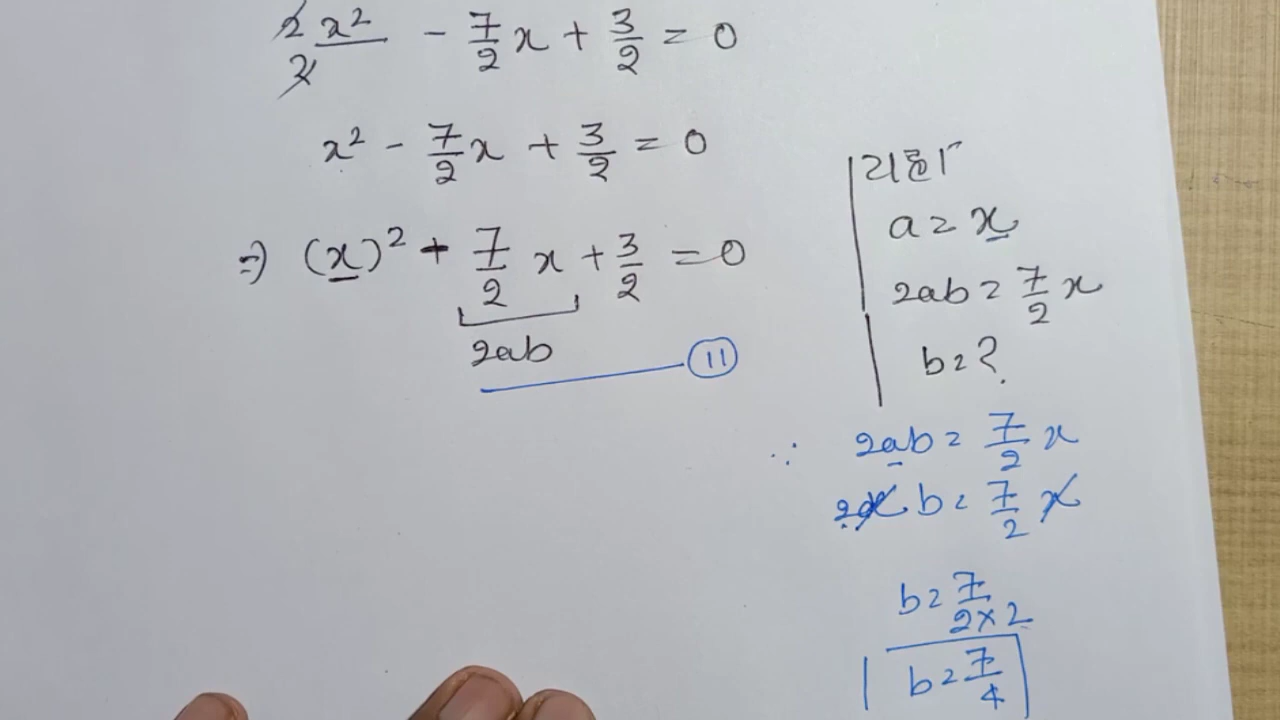 2x²/2 - 7/2 x + 3/2 = 0
x² - 7/2 x + 3/2 = 0
⇒ (x)² - 7/2 x + 3/2 = 0
2ab
11
a = x
2ab = 7/2 x
b = ?
∴ 2ab = 7/2 x
2x b = 7/2 x
b = 7/2×2
b = 7/4